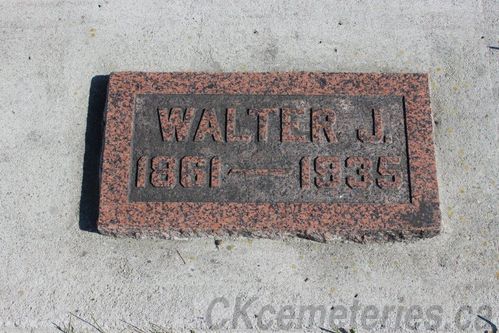 WALTER J.
1861 — 1935
CKcemeteries.ca